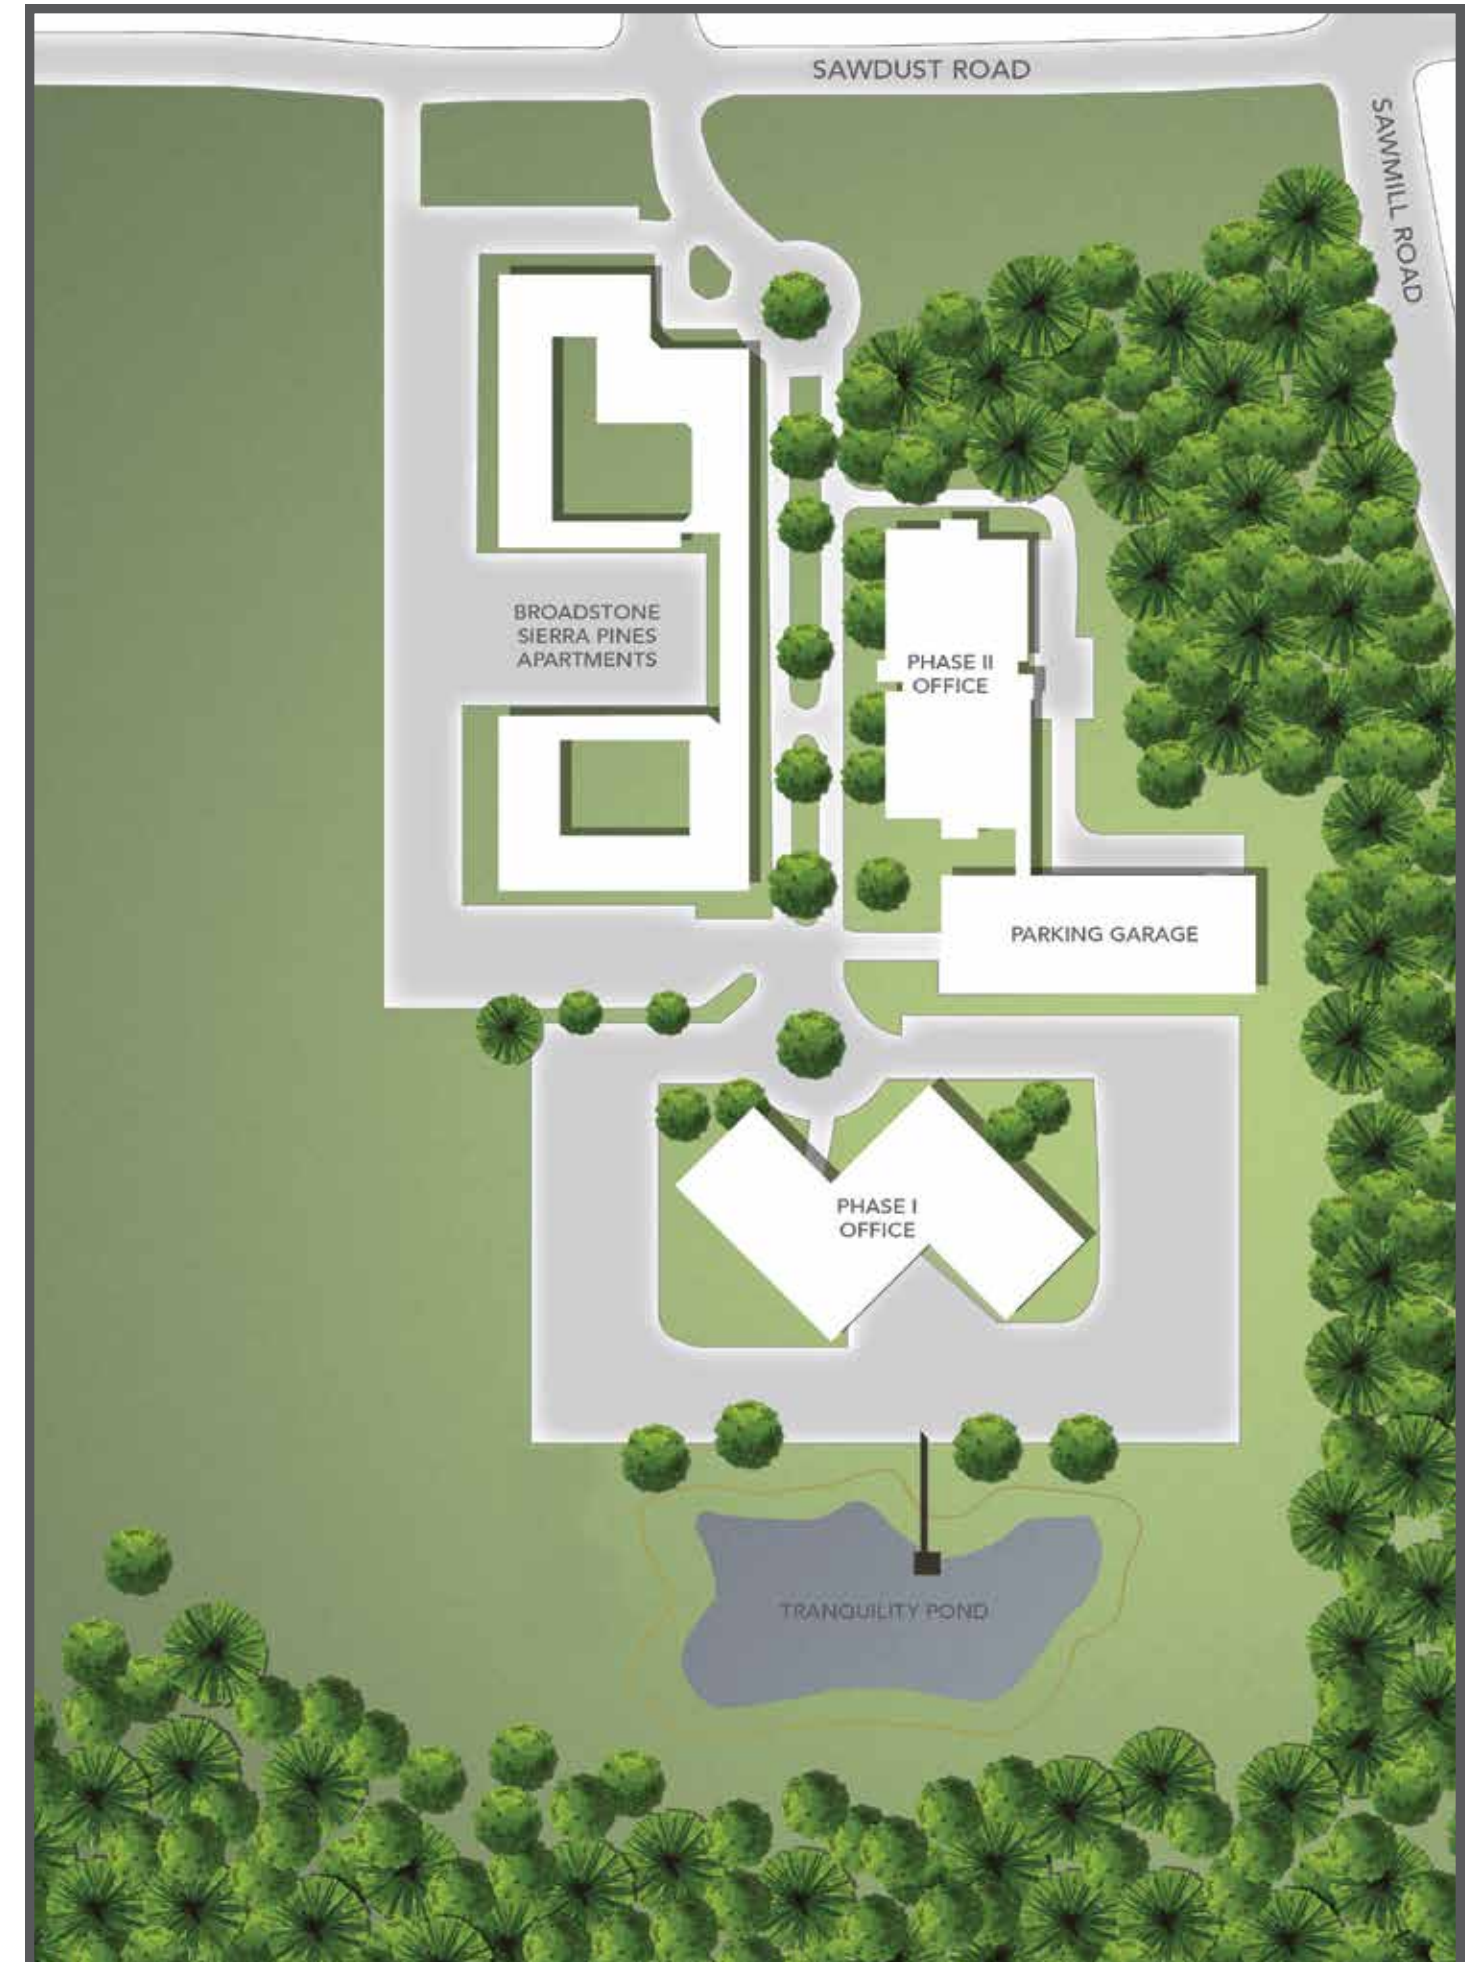 SAWDUST ROAD
SAWMILL ROAD
BROADSTONE
SIERRA PINES
APARTMENTS
PHASE II
OFFICE
PARKING GARAGE
PHASE I
OFFICE
TRANQUILITY POND